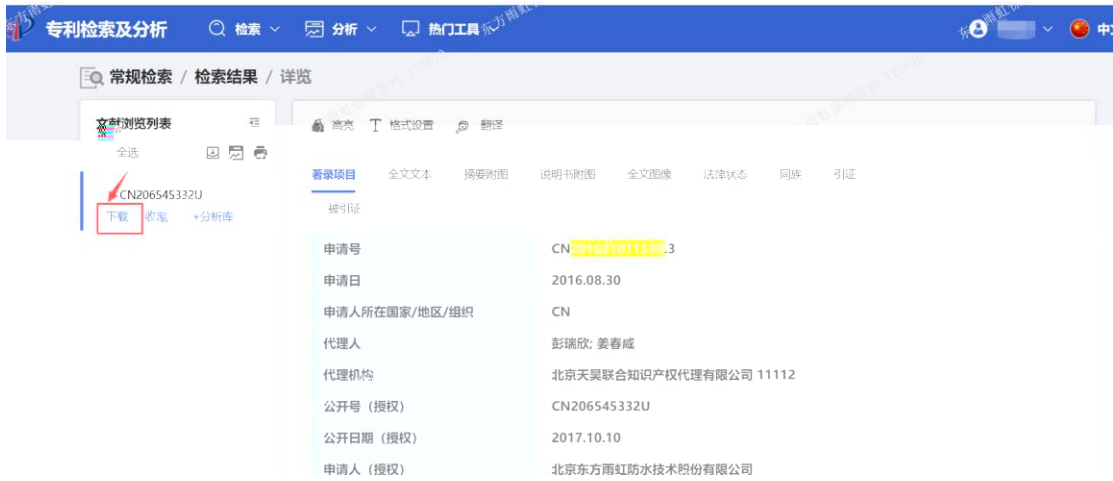 专利检索及分析 检索 分析 热门工具 中文
常规检索 / 检索结果 / 详览
文献浏览列表
高亮 格式设置 翻译
全选
著录项目 全文文本 摘要附图 说明书附图 全文图像 法律状态 同族 引证
CN206545332U
下载 收藏 +分析库
被引证
申请号 CN201621011539.3
申请日 2016.08.30
申请人所在国家/地区/组织 CN
代理人 彭瑞欣; 姜春咸
代理机构 北京天昊联合知识产权代理有限公司 11112
公开号（授权） CN206545332U
公开日期（授权） 2017.10.10
申请人（授权） 北京东方雨虹防水技术股份有限公司